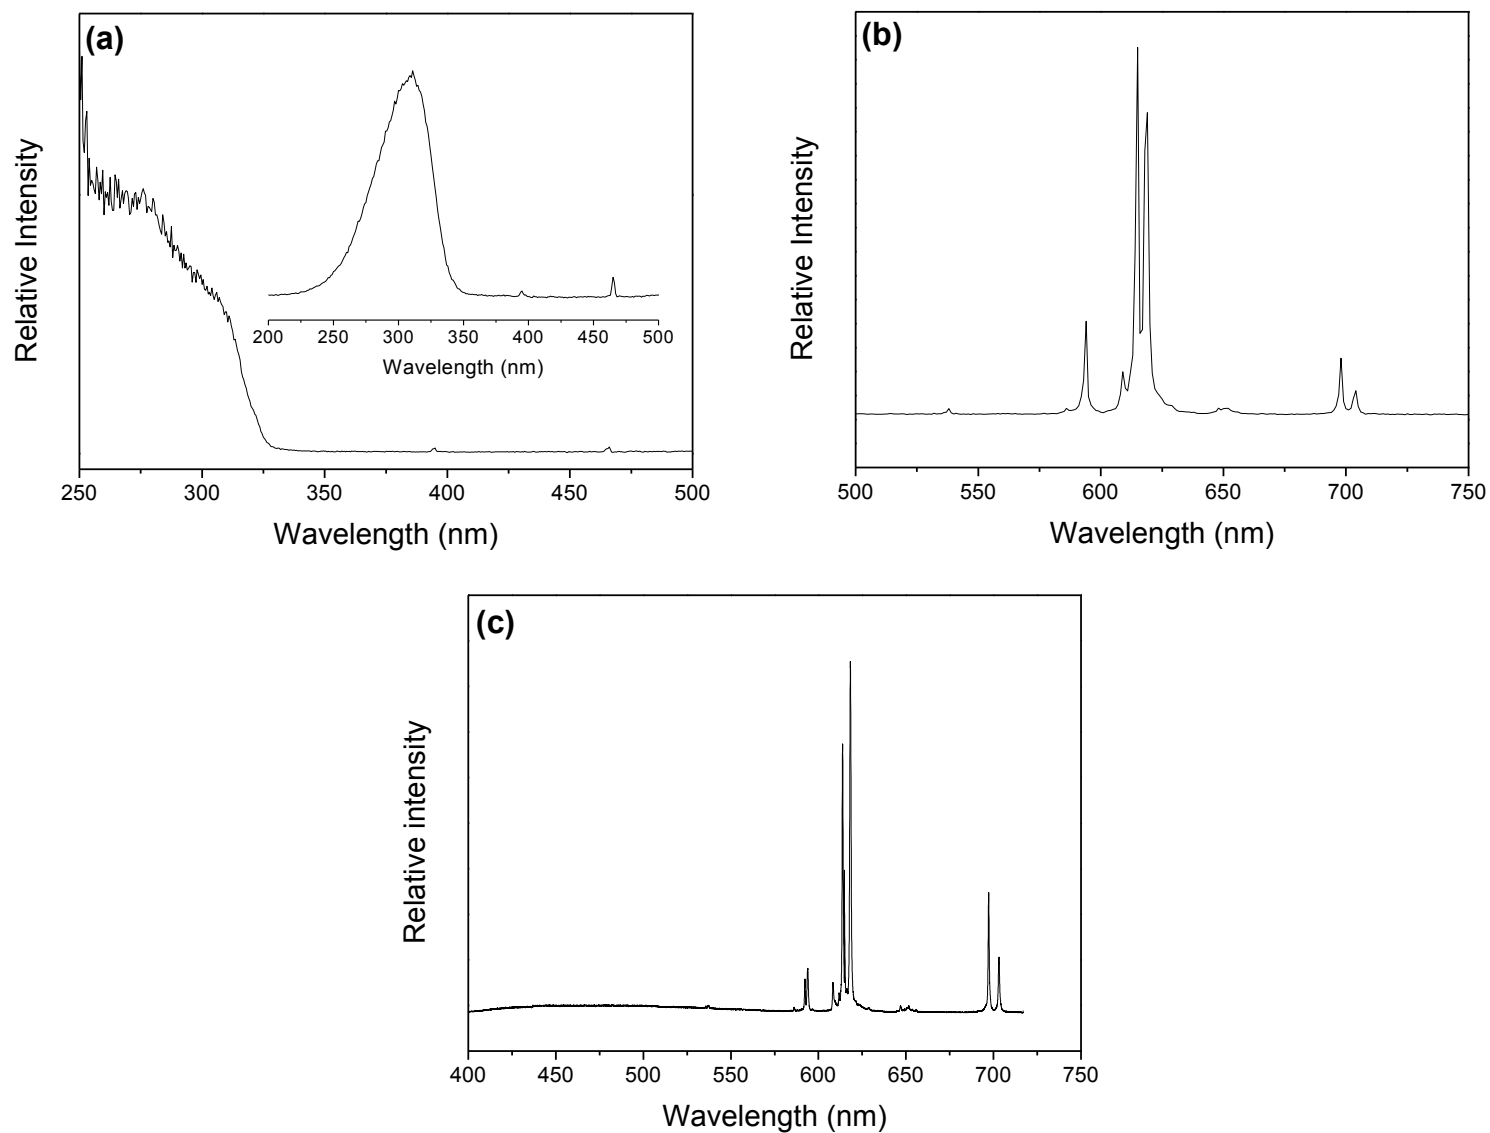 (a)
Relative Intensity
200 250 300 350 400 450 500
Wavelength (nm)
250 300 350 400 450 500
Wavelength (nm)
(b)
Relative Intensity
500 550 600 650 700 750
Wavelength (nm)
(c)
Relative intensity
400 450 500 550 600 650 700 750
Wavelength (nm)